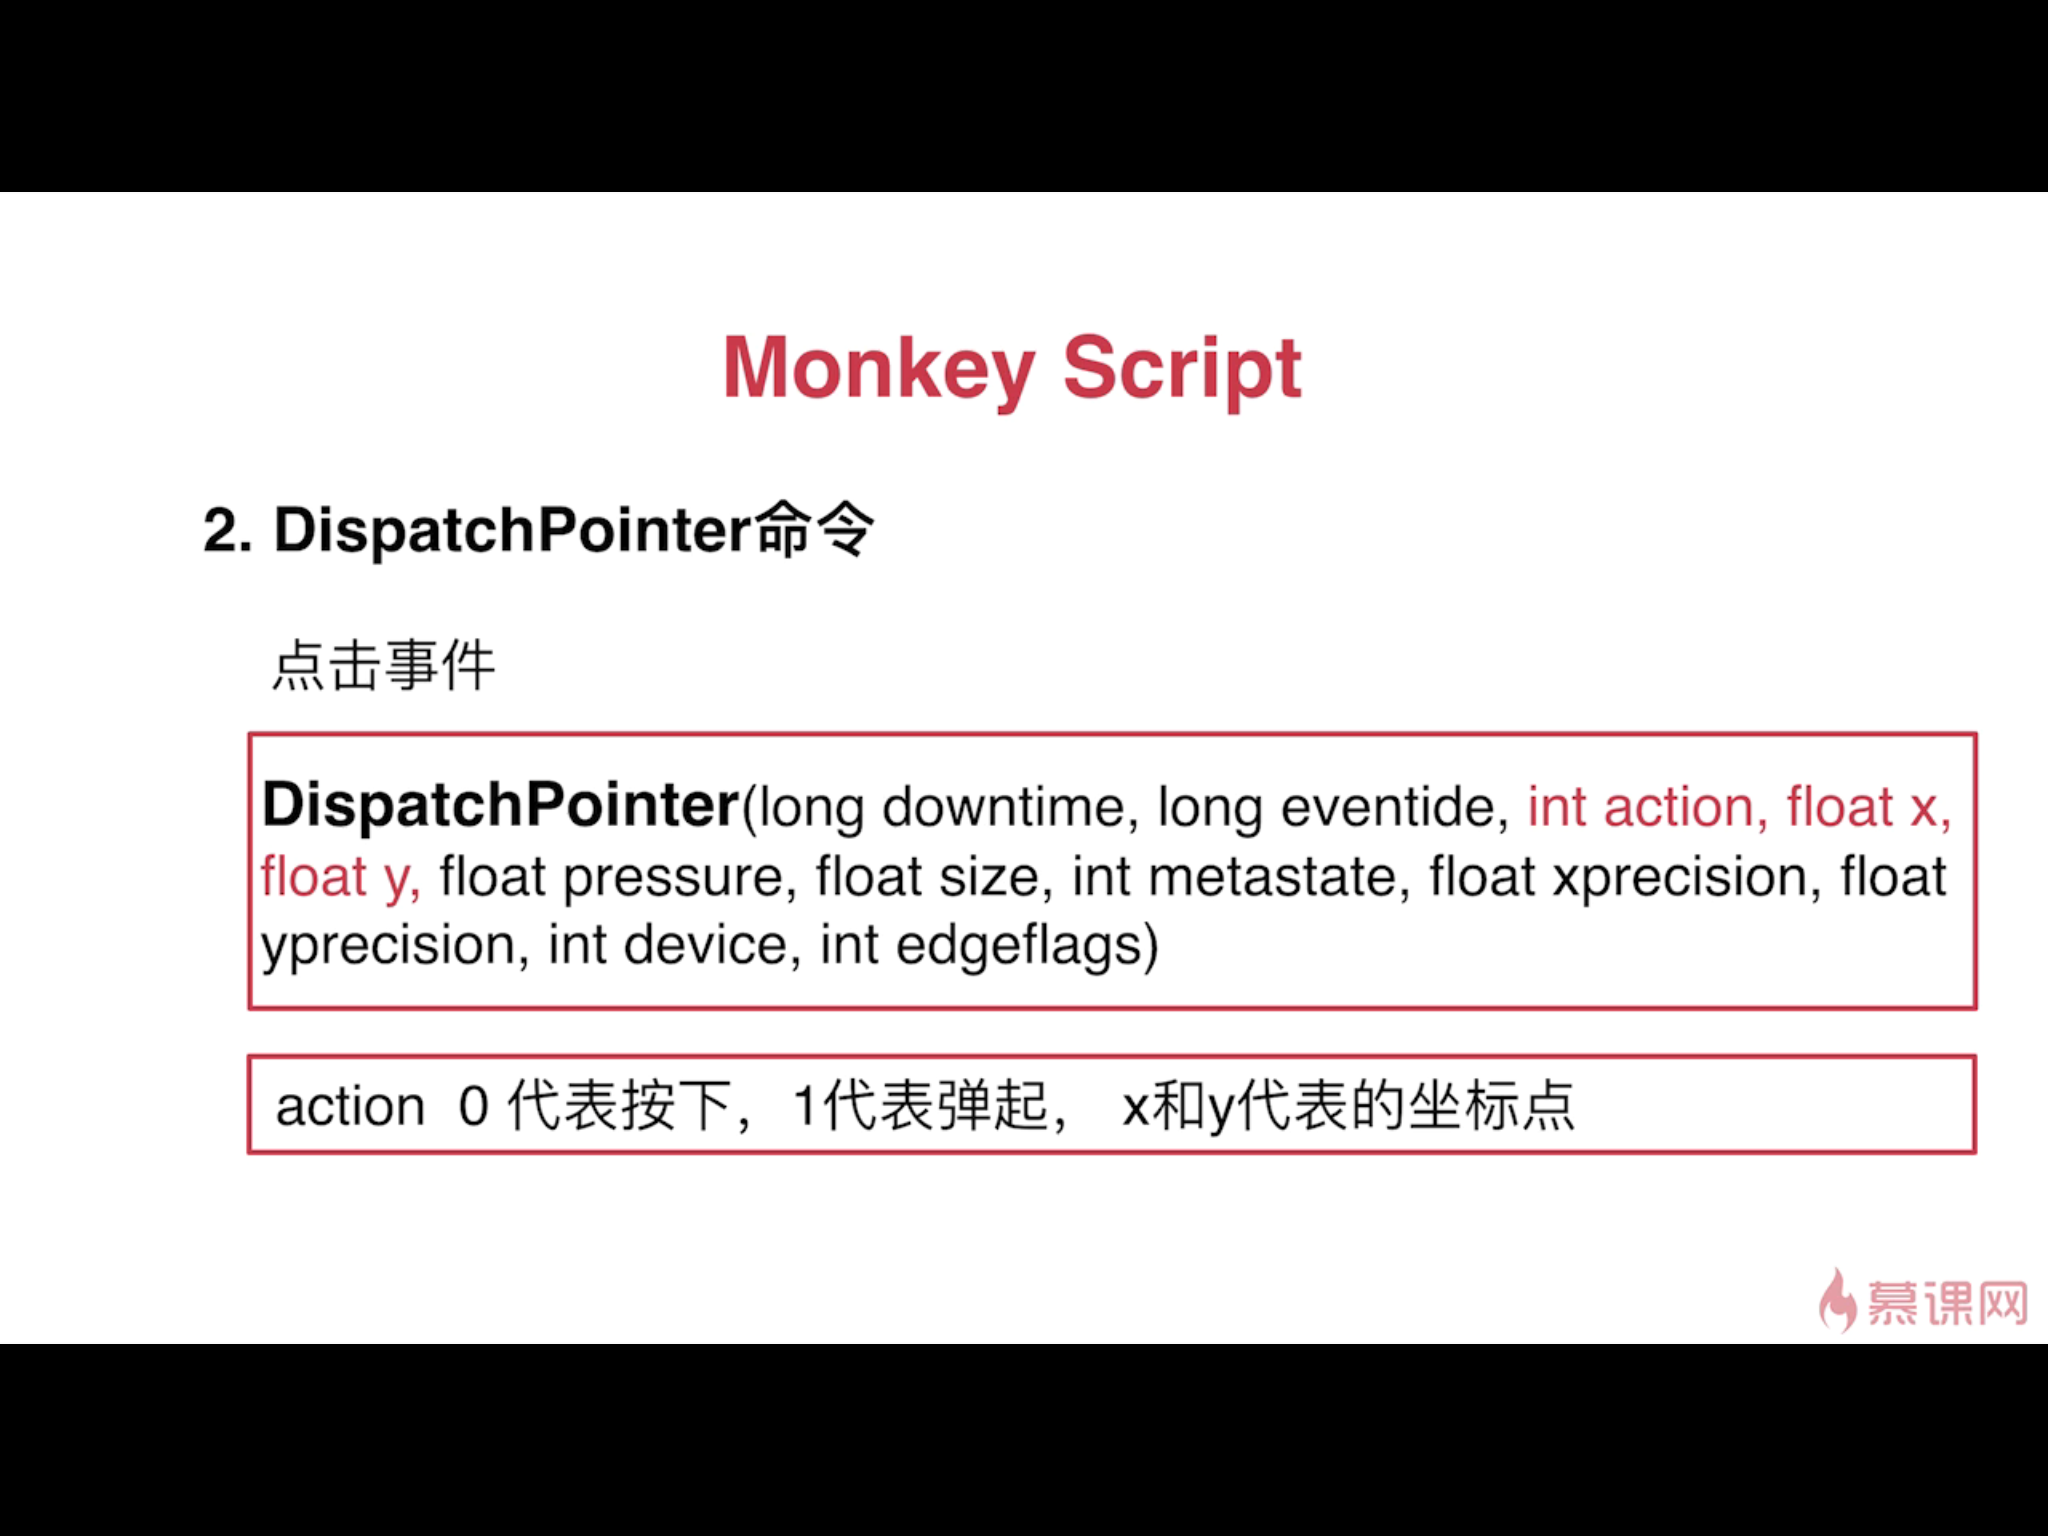 Monkey Script
2. DispatchPointer命令
点击事件
DispatchPointer(long downtime, long eventide, int action, float x,
float y, float pressure, float size, int metastate, float xprecision, float
yprecision, int device, int edgeflags)
action 0 代表按下，1代表弹起， x和y代表的坐标点
慕课网